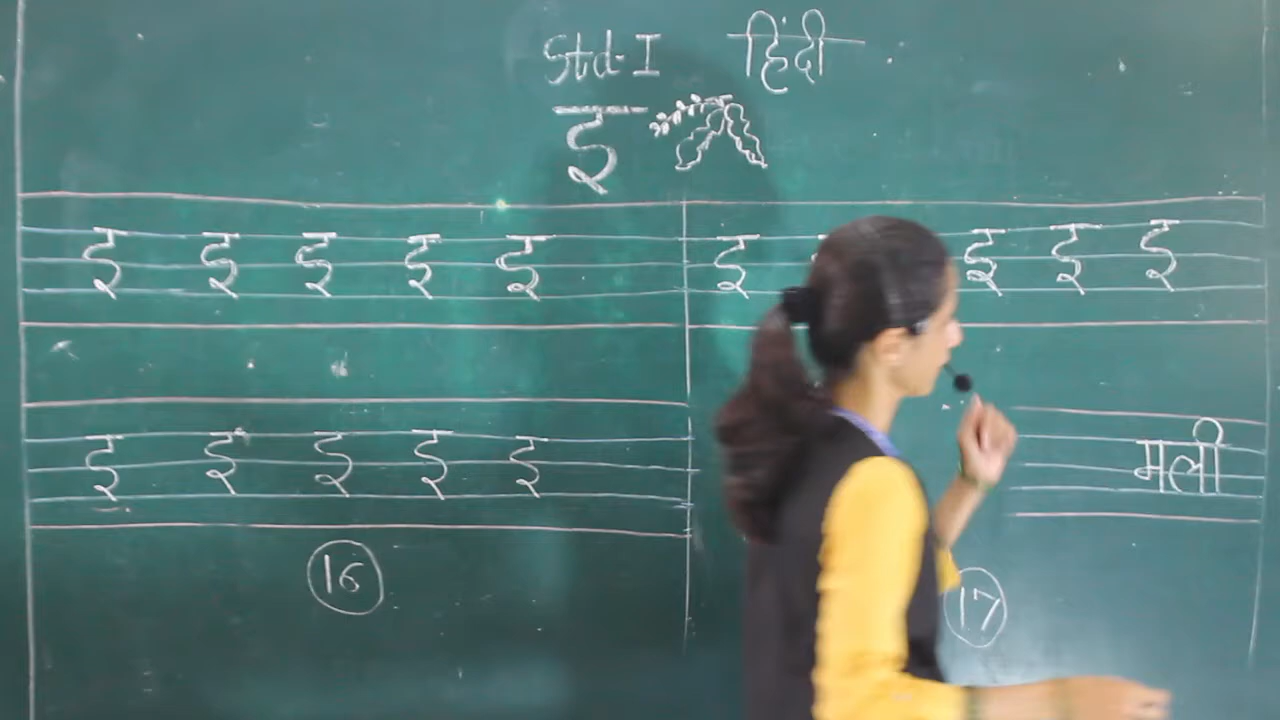 Std-I हिंदी
इ
इ इ इ इ इ इ इ इ इ
इ इ इ इ इ मली
16 17